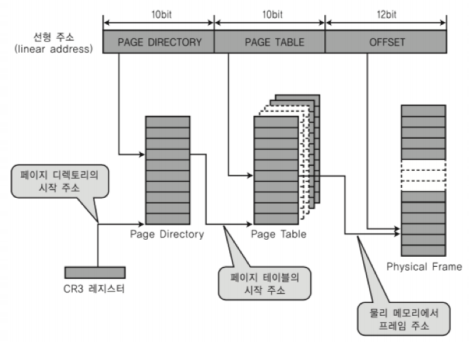 10bit
10bit
12bit
선형 주소
(linear address)
PAGE DIRECTORY
PAGE TABLE
OFFSET
페이지 디렉토리의
시작 주소
Page Directory
Page Table
페이지 테이블의
시작 주소
CR3 레지스터
Physical Frame
물리 메모리에서
프레임 주소